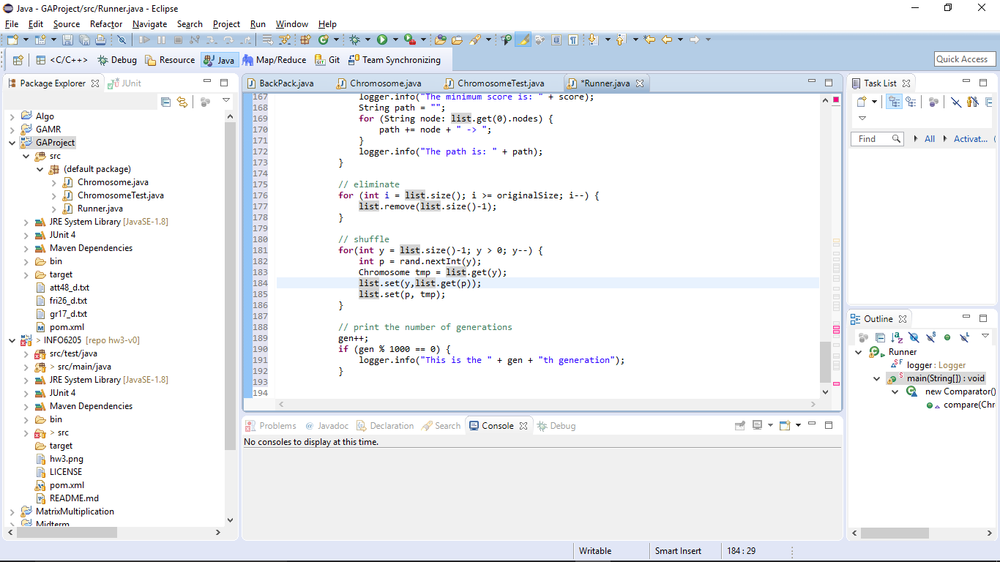 Java - GAProject/src/Runner.java - Eclipse
File Edit Source Refactor Navigate Search Project Run Window Help
<C/C++> Debug Resource Java Map/Reduce Git Team Synchronizing Quick Access
Package Explorer JUnit
Algo
GAMR
GAProject
src
(default package)
Chromosome.java
ChromosomeTest.java
Runner.java
JRE System Library [JavaSE-1.8]
JUnit 4
Maven Dependencies
bin
target
att48_d.txt
fri26_d.txt
gr17_d.txt
pom.xml
> INFO6205 [repo hw3-v0]
src/test/java
> src/main/java
JRE System Library [JavaSE-1.8]
JUnit 4
Maven Dependencies
bin
> src
target
hw3.png
LICENSE
pom.xml
README.md
MatrixMultiplication
Midterm
BackPack.java Chromosome.java ChromosomeTest.java *Runner.java
167 logger.info("The minimum score is: " + score);
168 String path = "";
169 for (String node: list.get(0).nodes) {
170 path += node + " -> ";
171 }
172 logger.info("The path is: " + path);
173 }
174
175 // eliminate
176 for (int i = list.size(); i >= originalSize; i--) {
177 list.remove(list.size()-1);
178 }
179
180 // shuffle
181 for(int y = list.size()-1; y > 0; y--) {
182 int p = rand.nextInt(y);
183 Chromosome tmp = list.get(y);
184 list.set(y,list.get(p));
185 list.set(p, tmp);
186 }
187
188 // print the number of generations
189 gen++;
190 if (gen % 1000 == 0) {
191 logger.info("This is the " + gen + "th generation");
192 }
193
194
Problems @ Javadoc Declaration Search Console Debug
No consoles to display at this time.
Task List
Find All Activat...
Outline
Runner
logger : Logger
main(String[]) : void
new Comparator()
compare(Chr
Writable Smart Insert 184 : 29